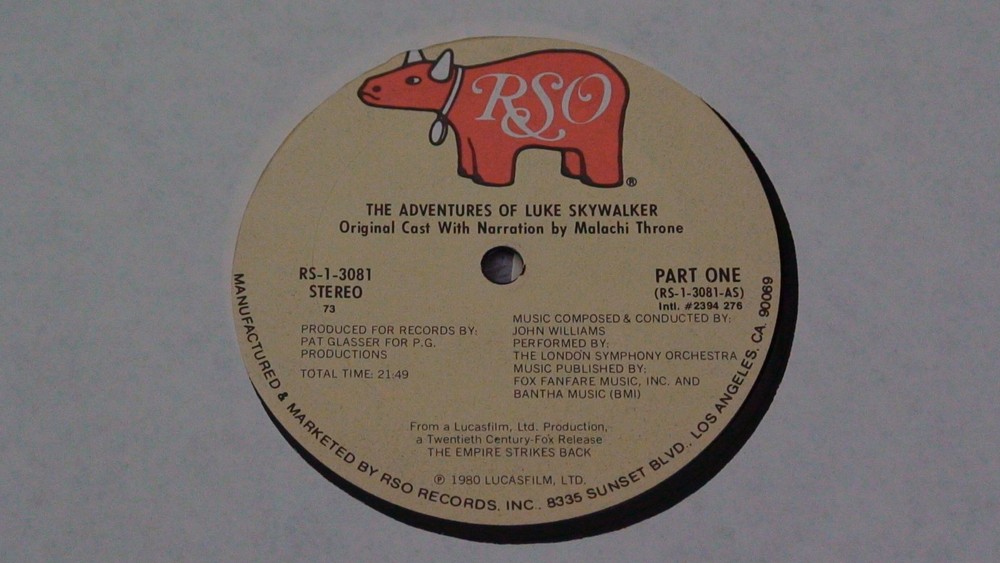 RSO
®
THE ADVENTURES OF LUKE SKYWALKER
Original Cast With Narration by Malachi Throne
RS-1-3081
STEREO
73
PRODUCED FOR RECORDS BY:
PAT GLASSER FOR P.G.
PRODUCTIONS
TOTAL TIME: 21:49
PART ONE
(RS-1-3081-AS)
Intl. #2394 276
MUSIC COMPOSED & CONDUCTED BY:
JOHN WILLIAMS
PERFORMED BY:
THE LONDON SYMPHONY ORCHESTRA
MUSIC PUBLISHED BY:
FOX FANFARE MUSIC, INC. AND
BANTHA MUSIC (BMI)
From a Lucasfilm, Ltd. Production,
a Twentieth Century-Fox Release
THE EMPIRE STRIKES BACK
℗ 1980 LUCASFILM, LTD.
MANUFACTURED & MARKETED BY RSO RECORDS, INC., 8335 SUNSET BLVD., LOS ANGELES, CA. 90069